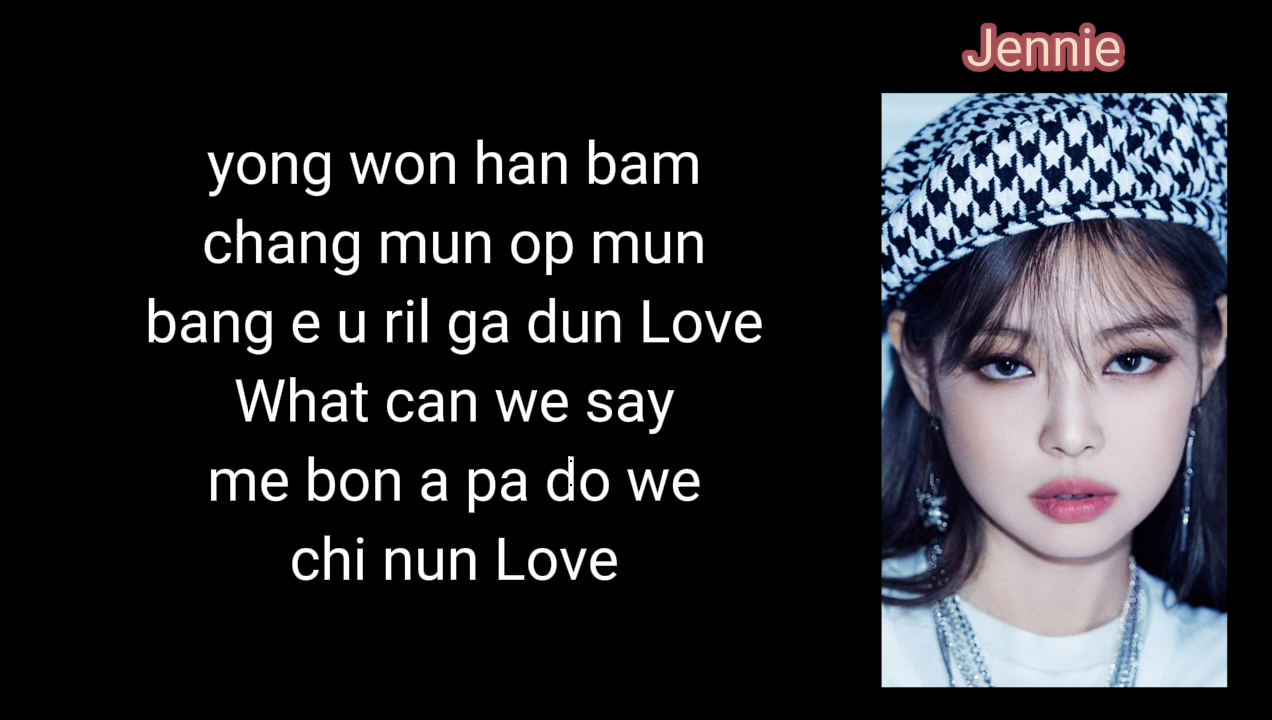 Jennie
yong won han bam
chang mun op mun
bang e u ril ga dun Love
What can we say
me bon a pa do we
chi nun Love